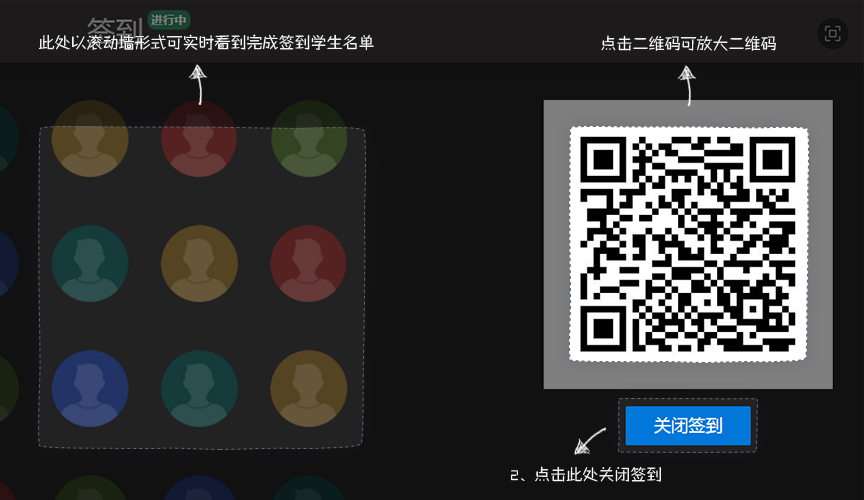 签到 进行中
此处以滚动墙形式可实时看到完成签到学生名单
点击二维码可放大二维码
关闭签到
2、点击此处关闭签到